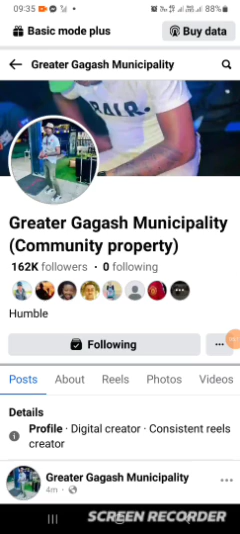 09:35
88%
Basic mode plus
Buy data
Greater Gagash Municipality
BALR.
Greater Gagash Municipality
(Community property)
162K followers · 0 following
Humble
Following
Posts About Reels Photos Videos
Details
Profile · Digital creator · Consistent reels
creator
Greater Gagash Municipality
4m ·
SCREEN RECORDER